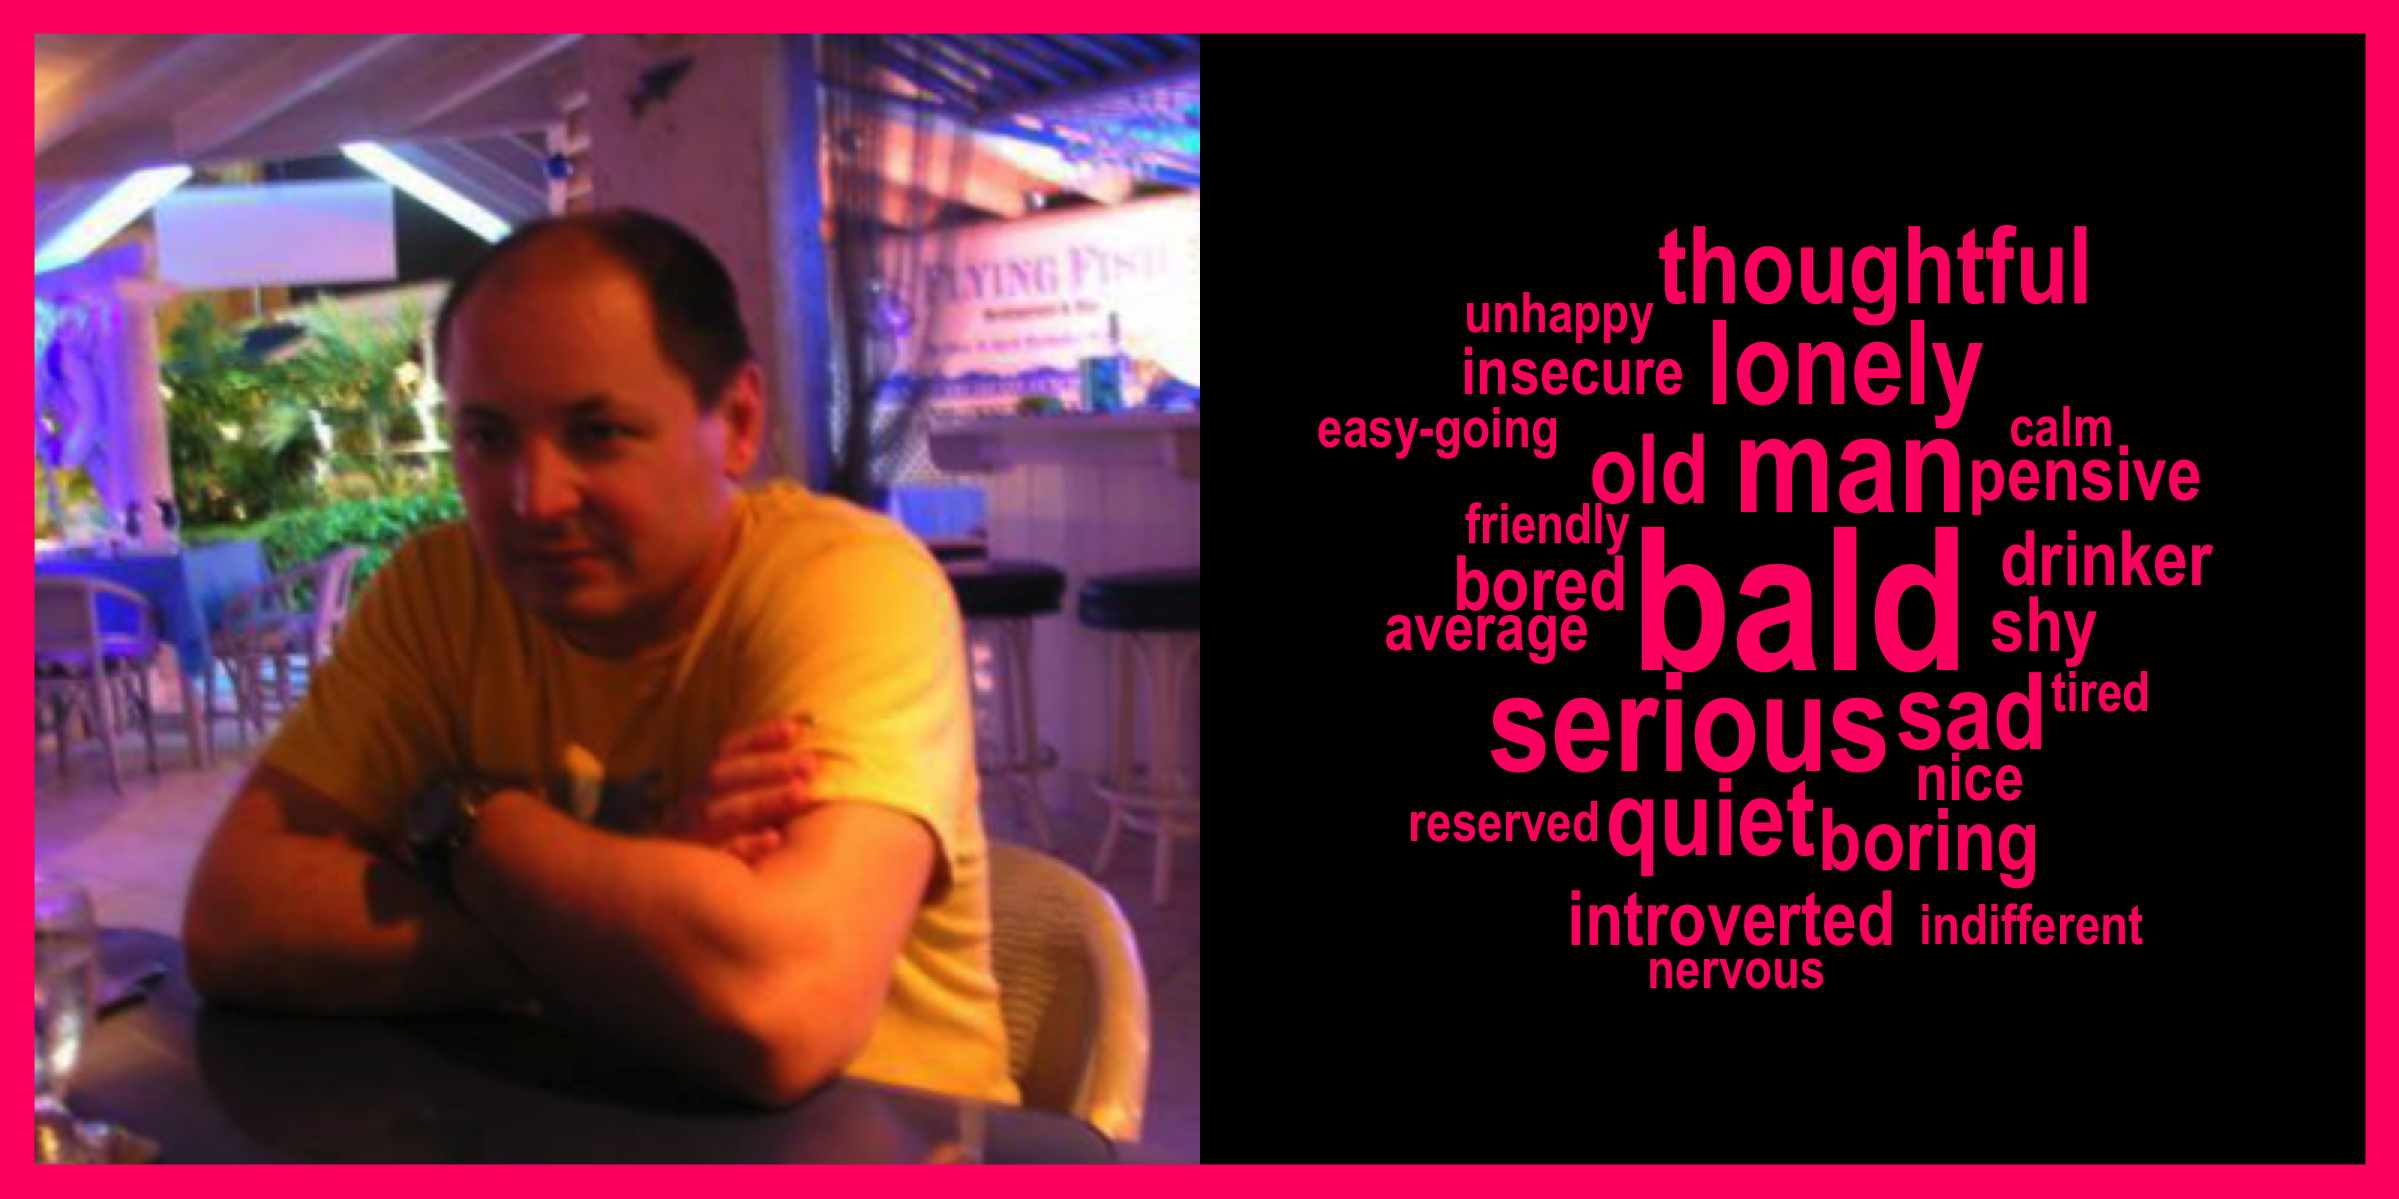 FLYING FISH
thoughtful
unhappy
insecure
lonely
easy-going
calm
old man
pensive
friendly
bored
drinker
average
bald
shy
serious
sad
tired
nice
reserved
quiet
boring
introverted
indifferent
nervous